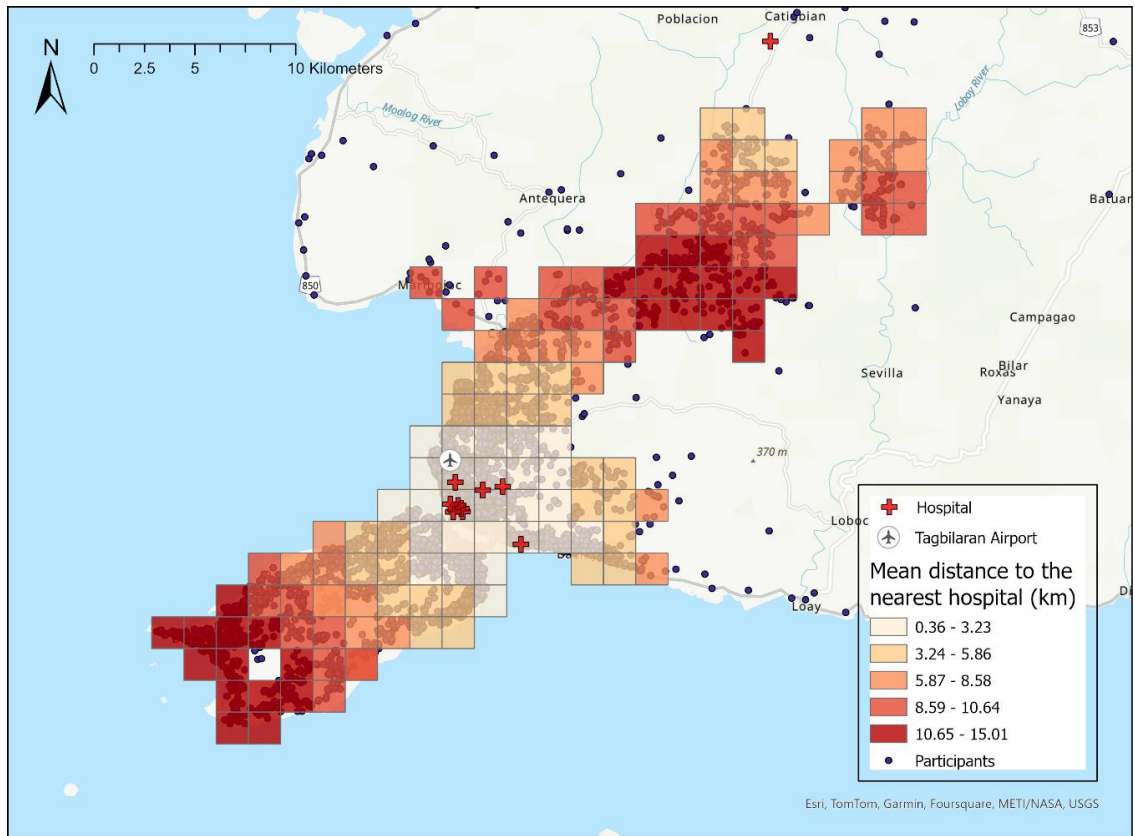 Poblacion
Catigbian
853
N
0 2.5 5 10 Kilometers
Moalog River
Loboy River
Antequera
Batuan
850
Campagao
Sevilla
Bilar
Roxas
Yanaya
370 m
Loboc
Loay
Di
Hospital
Tagbilaran Airport
Mean distance to the
nearest hospital (km)
0.36 - 3.23
3.24 - 5.86
5.87 - 8.58
8.59 - 10.64
10.65 - 15.01
Participants
Esri, TomTom, Garmin, Foursquare, METI/NASA, USGS